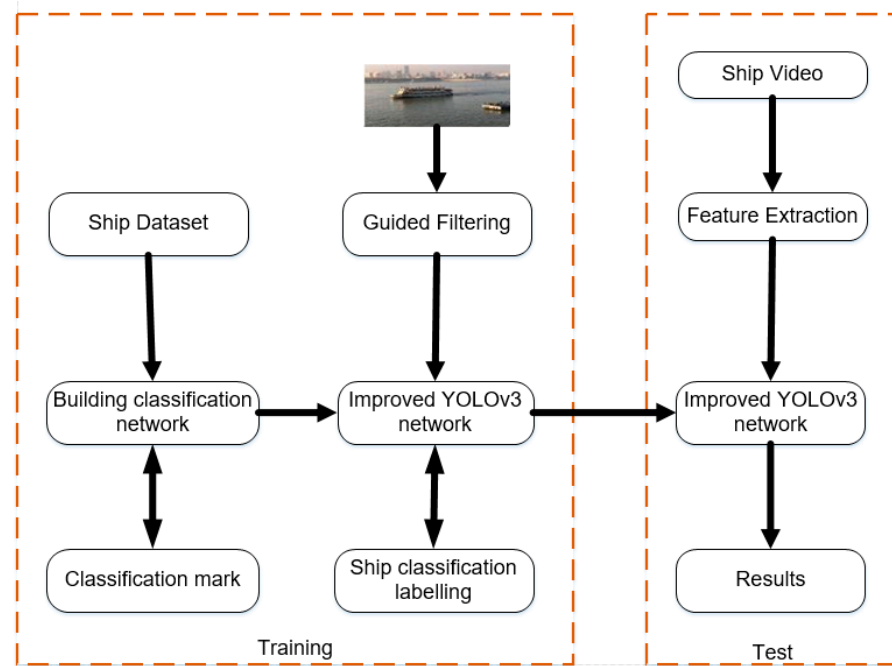 Ship Video
Ship Dataset
Guided Filtering
Feature Extraction
Building classification
network
Improved YOLOv3
network
Improved YOLOv3
network
Classification mark
Ship classification
labelling
Results
Training
Test